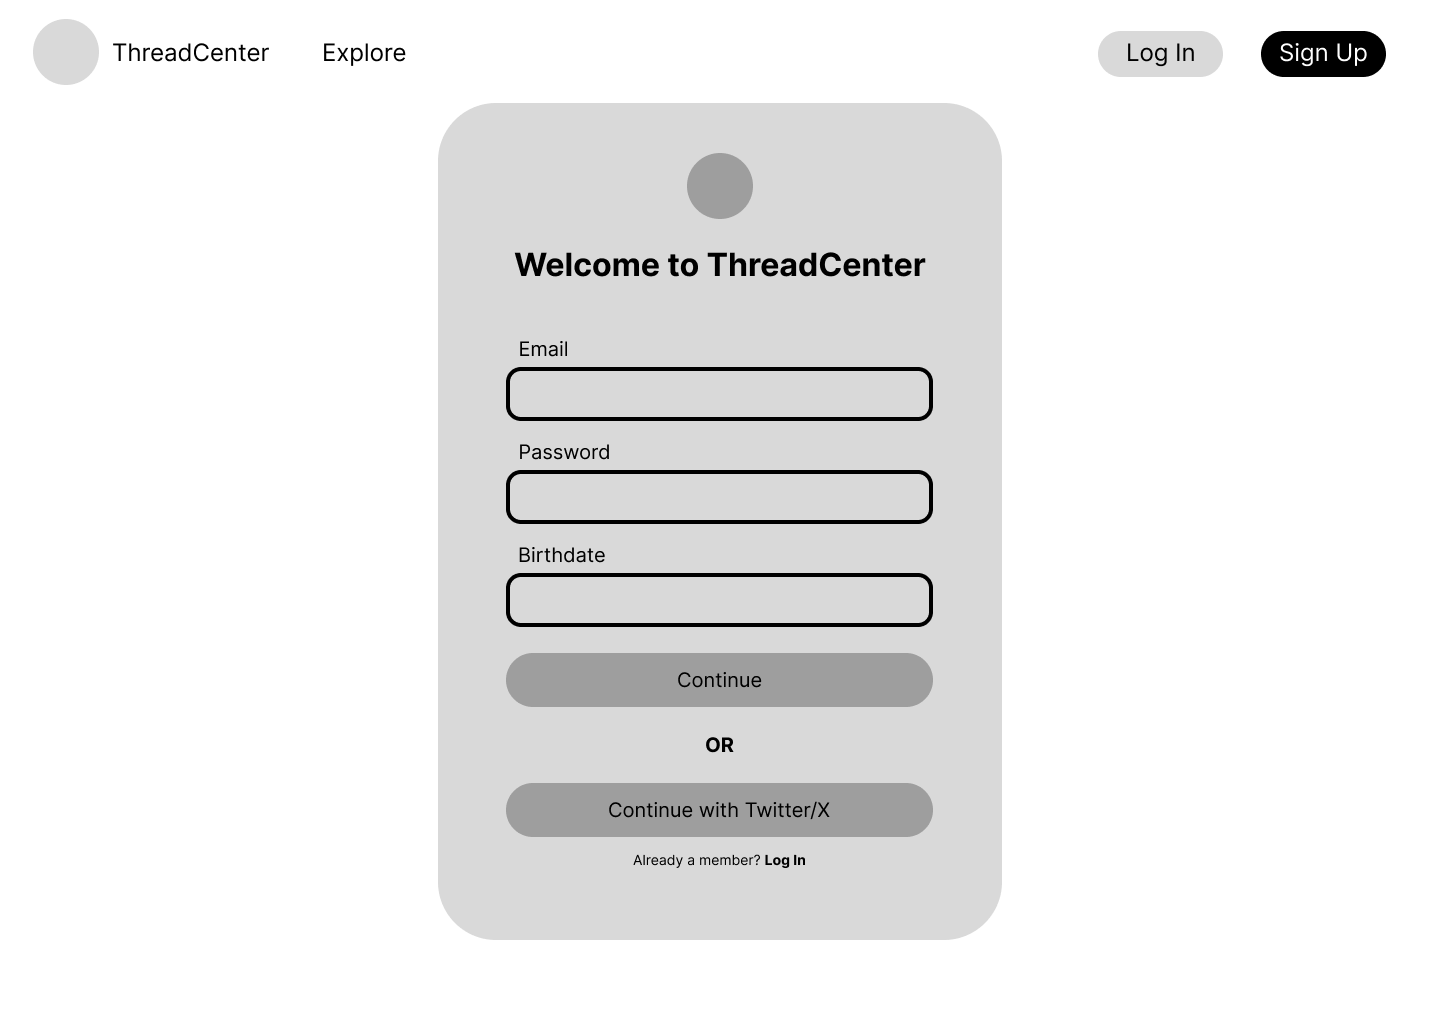 ThreadCenter Explore Log In Sign Up
Welcome to ThreadCenter
Email
Password
Birthdate
Continue
OR
Continue with Twitter/X
Already a member? Log In